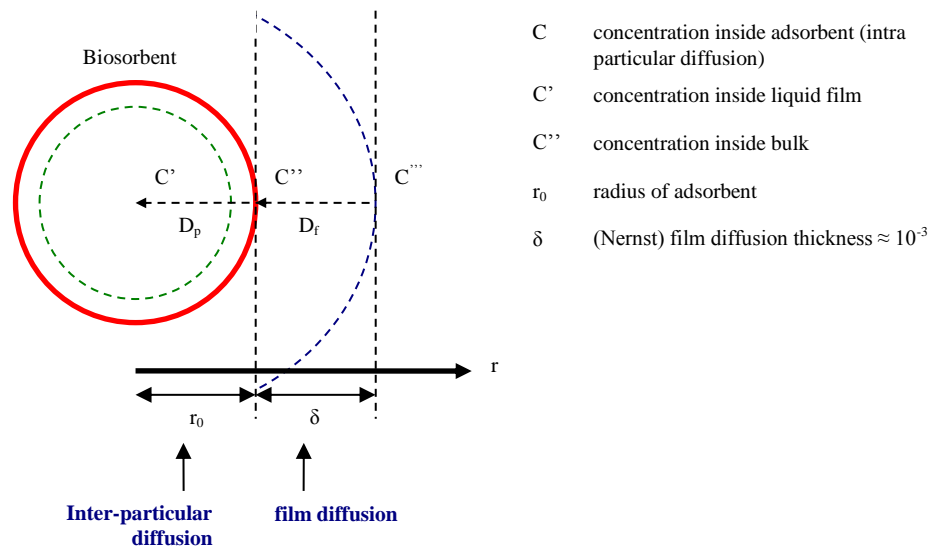 Biosorbent
C'
C''
C'''
Dp
Df
r
r0
δ
Inter-particular
diffusion
film diffusion
C concentration inside adsorbent (intra
particular diffusion)
C' concentration inside liquid film
C'' concentration inside bulk
r0 radius of adsorbent
δ (Nernst) film diffusion thickness ≈ 10-3